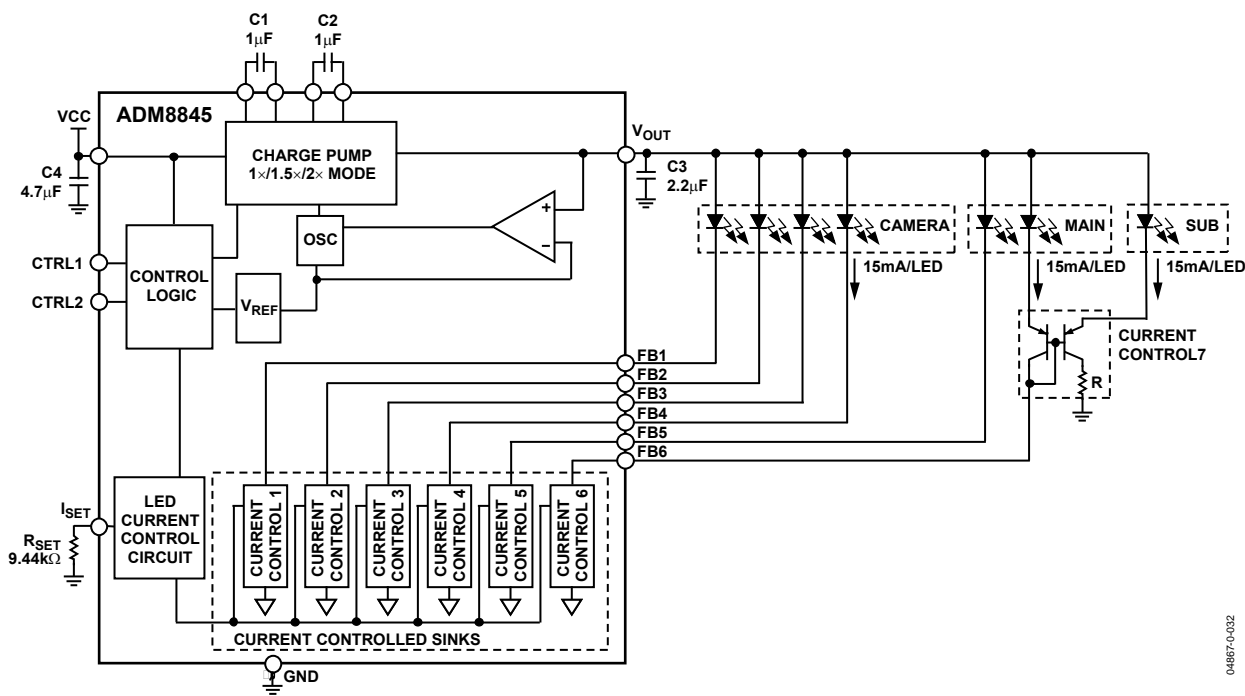 C1
1μF
C2
1μF
ADM8845
VCC
C4
4.7μF
CHARGE PUMP
1×/1.5×/2× MODE
VOUT
C3
2.2μF
OSC
+
–
CAMERA
MAIN
SUB
15mA/LED
15mA/LED
15mA/LED
CTRL1
CTRL2
CONTROL
LOGIC
VREF
CURRENT
CONTROL7
R
FB1
FB2
FB3
FB4
FB5
FB6
ISET
RSET
9.44kΩ
LED
CURRENT
CONTROL
CIRCUIT
CURRENT
CONTROL 1
CURRENT
CONTROL 2
CURRENT
CONTROL 3
CURRENT
CONTROL 4
CURRENT
CONTROL 5
CURRENT
CONTROL 6
CURRENT CONTROLLED SINKS
GND
04867-0-032